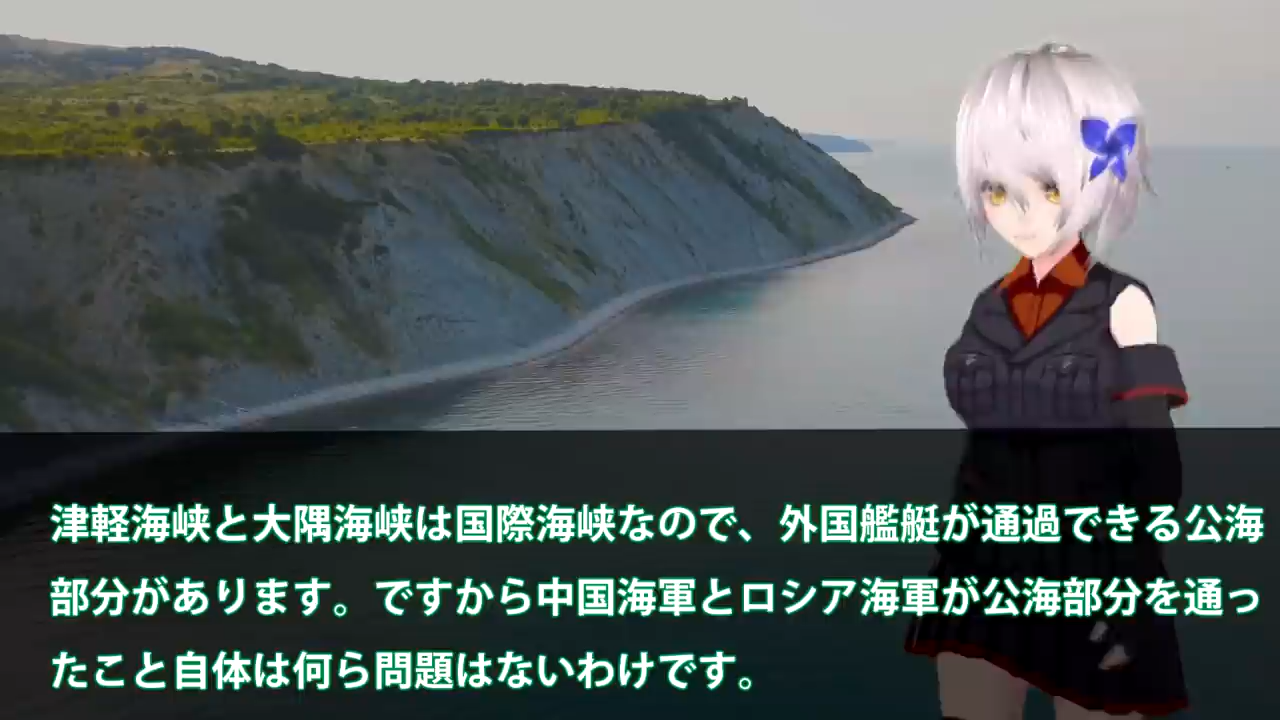 津軽海峡と大隅海峡は国際海峡なので、外国艦艇が通過できる公海
部分があります。ですから中国海軍とロシア海軍が公海部分を通っ
たこと自体は何ら問題はないわけです。